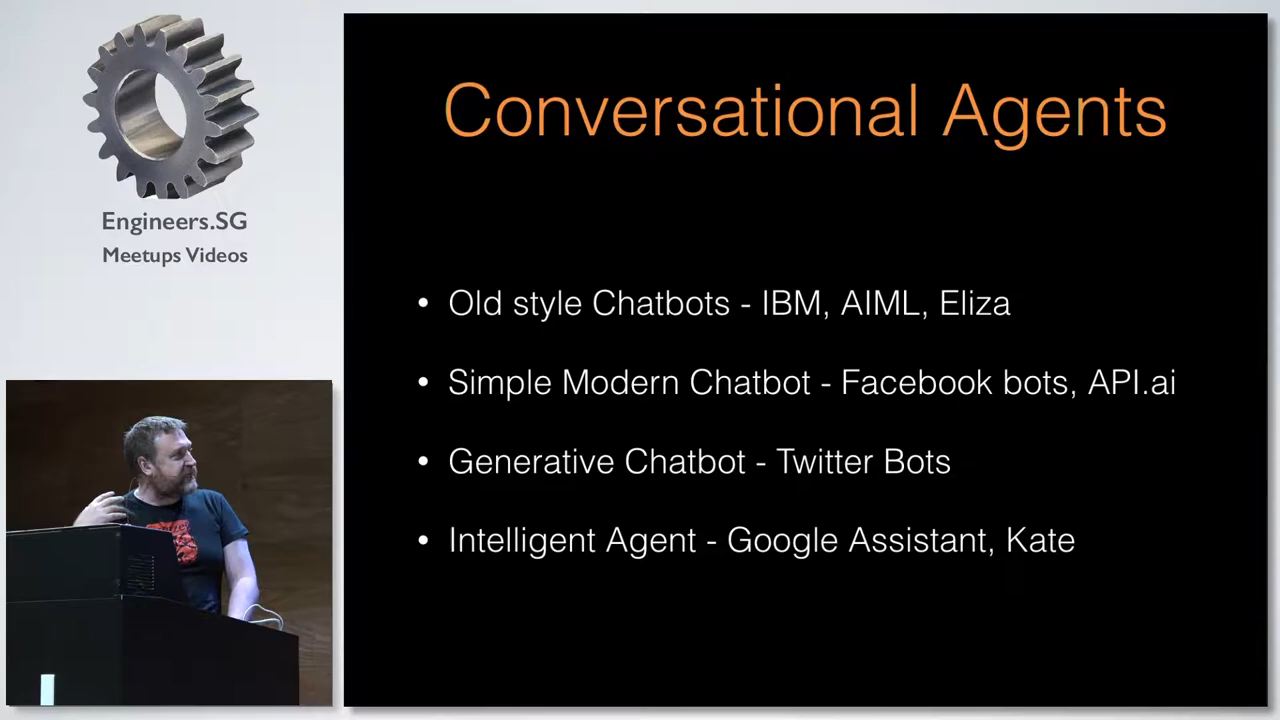 Engineers.SG
Meetups Videos
Conversational Agents
• Old style Chatbots - IBM, AIML, Eliza
• Simple Modern Chatbot - Facebook bots, API.ai
• Generative Chatbot - Twitter Bots
• Intelligent Agent - Google Assistant, Kate